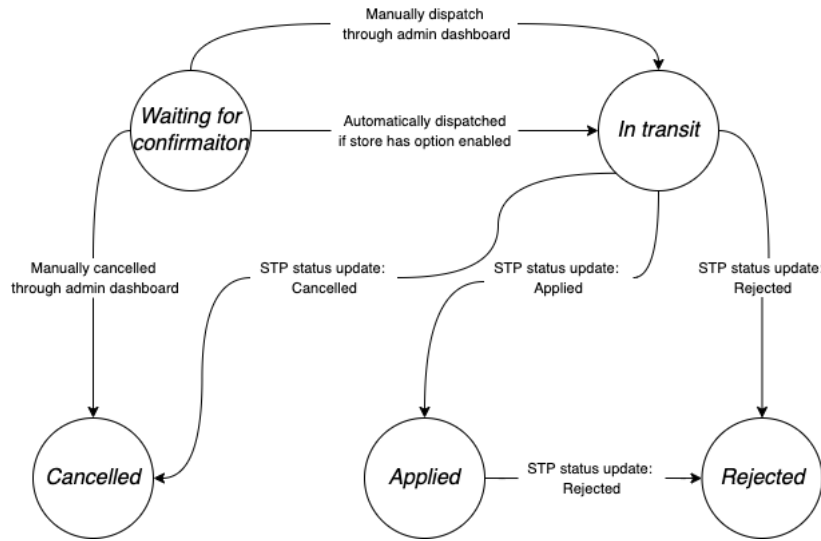 Manually dispatch
through admin dashboard
Waiting for
confirmaiton
Automatically dispatched
if store has option enabled
In transit
Manually cancelled
through admin dashboard
STP status update:
Cancelled
STP status update:
Applied
STP status update:
Rejected
Cancelled
Applied
STP status update:
Rejected
Rejected